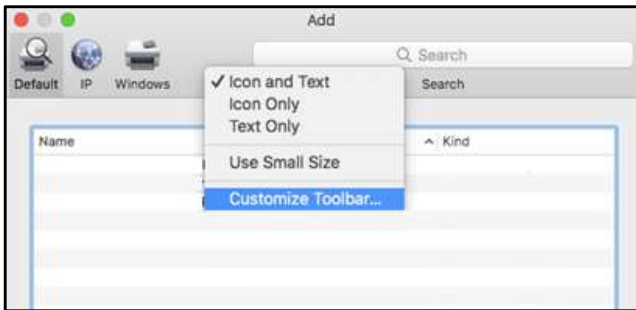 Add
Search
Default IP Windows
Search
✓ Icon and Text
Icon Only
Text Only
Use Small Size
Customize Toolbar...
Name
^ Kind